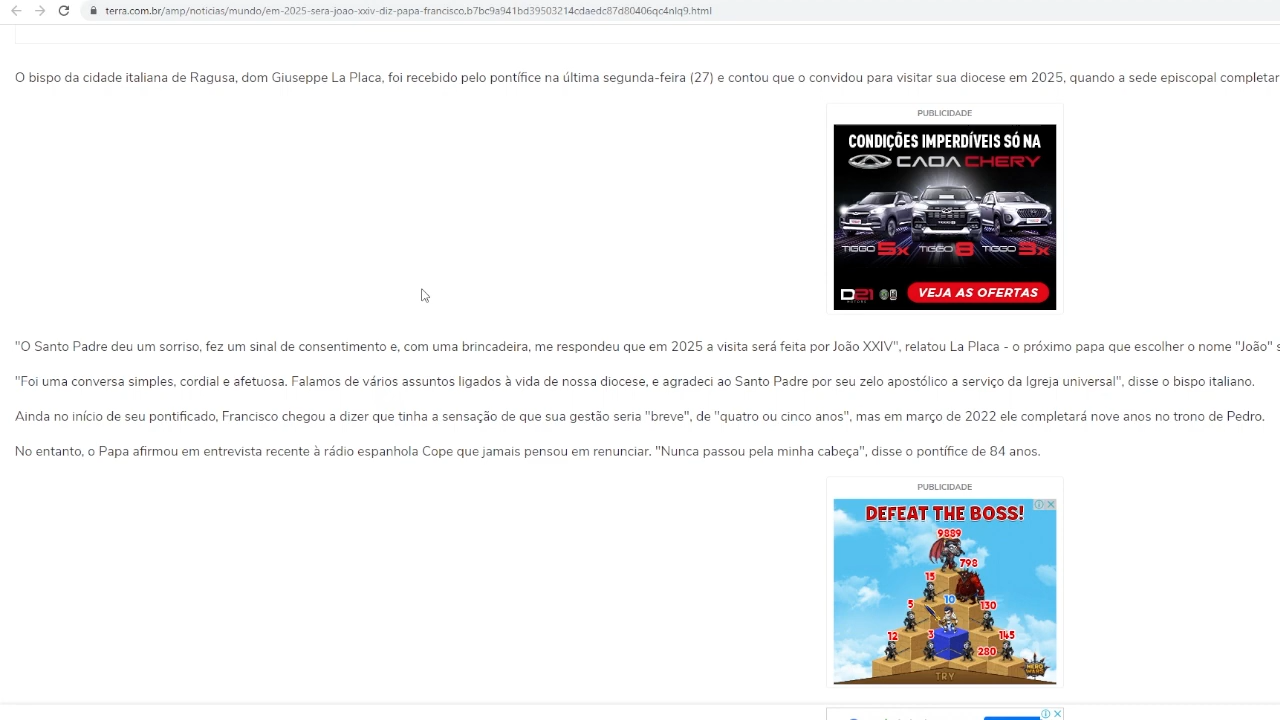 terra.com.br/amp/noticias/mundo/em-2025-sera-joao-xxiv-diz-papa-francisco.b7bc9a941bd39503214cdaedc87d80406qc4nlq9.html
O bispo da cidade italiana de Ragusa, dom Giuseppe La Placa, foi recebido pelo pontífice na última segunda-feira (27) e contou que o convidou para visitar sua diocese em 2025, quando a sede episcopal completar
PUBLICIDADE
CONDIÇÕES IMPERDÍVEIS SÓ NA
CAOA CHERY
TIGGO 5x TIGGO 8 TIGGO 3x
D21
VEJA AS OFERTAS
"O Santo Padre deu um sorriso, fez um sinal de consentimento e, com uma brincadeira, me respondeu que em 2025 a visita será feita por João XXIV", relatou La Placa - o próximo papa que escolher o nome "João" s
"Foi uma conversa simples, cordial e afetuosa. Falamos de vários assuntos ligados à vida de nossa diocese, e agradeci ao Santo Padre por seu zelo apostólico a serviço da Igreja universal", disse o bispo italiano.
Ainda no início de seu pontificado, Francisco chegou a dizer que tinha a sensação de que sua gestão seria "breve", de "quatro ou cinco anos", mas em março de 2022 ele completará nove anos no trono de Pedro.
No entanto, o Papa afirmou em entrevista recente à rádio espanhola Cope que jamais pensou em renunciar. "Nunca passou pela minha cabeça", disse o pontífice de 84 anos.
PUBLICIDADE
DEFEAT THE BOSS!
9889
798
15
10
5
130
12
3
145
280
HERO WARS
TRY